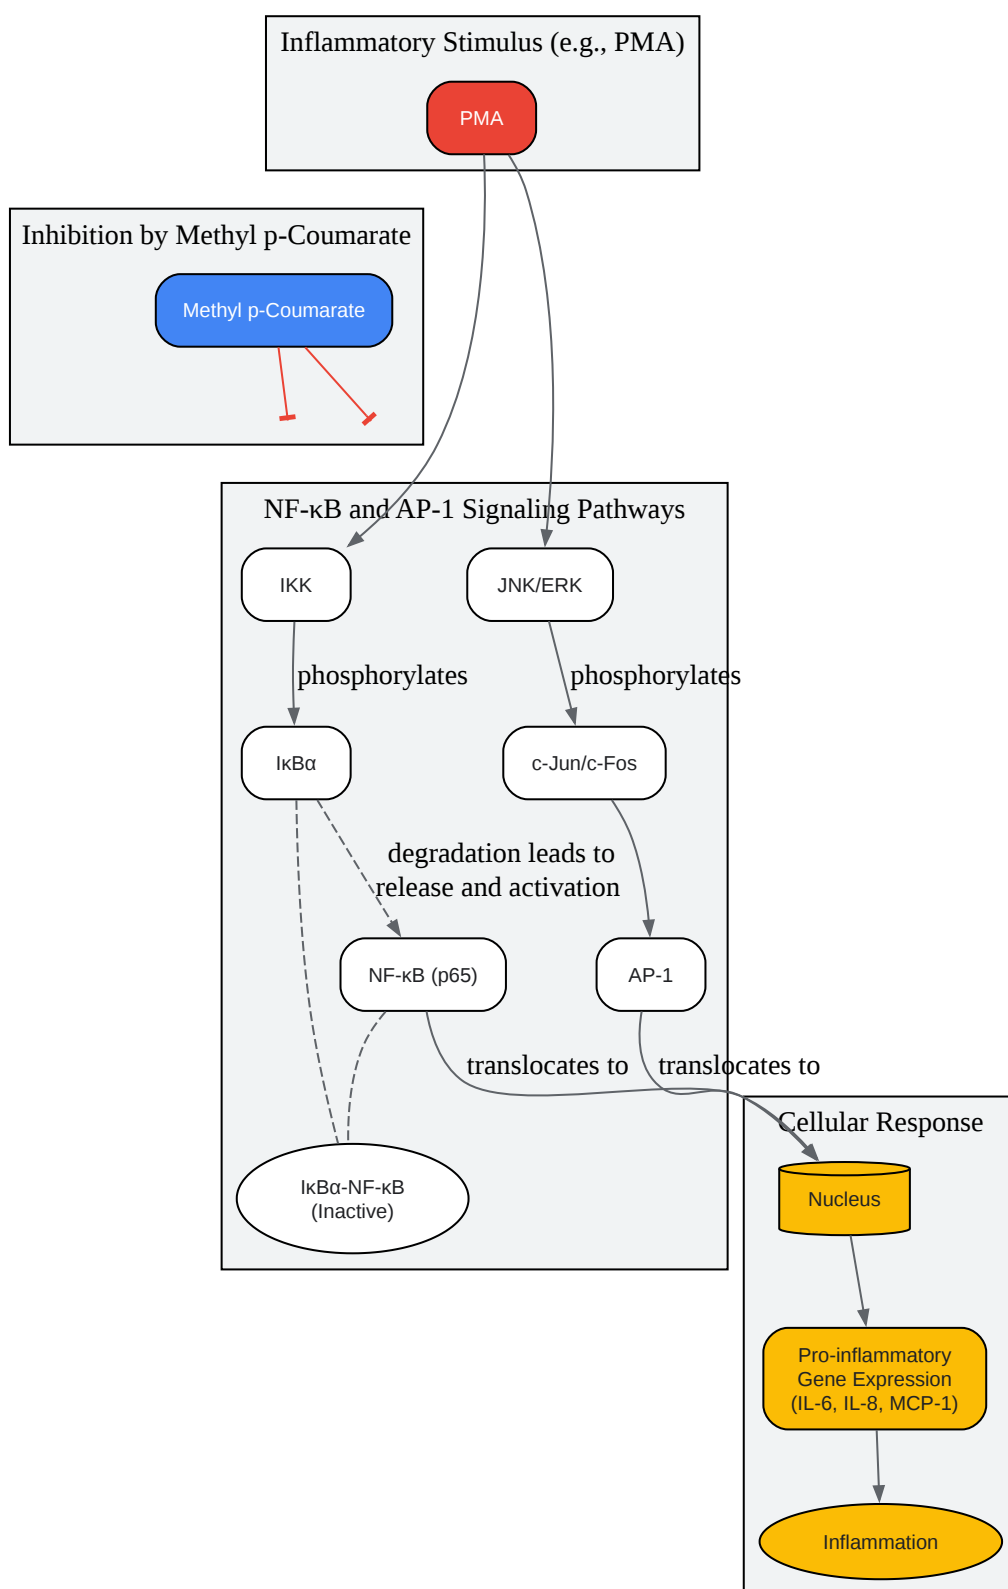 Inflammatory Stimulus (e.g., PMA)
PMA
Inhibition by Methyl p-Coumarate
Methyl p-Coumarate
NF-κB and AP-1 Signaling Pathways
IKK
JNK/ERK
phosphorylates
phosphorylates
IκBα
c-Jun/c-Fos
degradation leads to
release and activation
NF-κB (p65)
AP-1
translocates to
translocates to
Cellular Response
IκBα-NF-κB
(Inactive)
Nucleus
Pro-inflammatory
Gene Expression
(IL-6, IL-8, MCP-1)
Inflammation